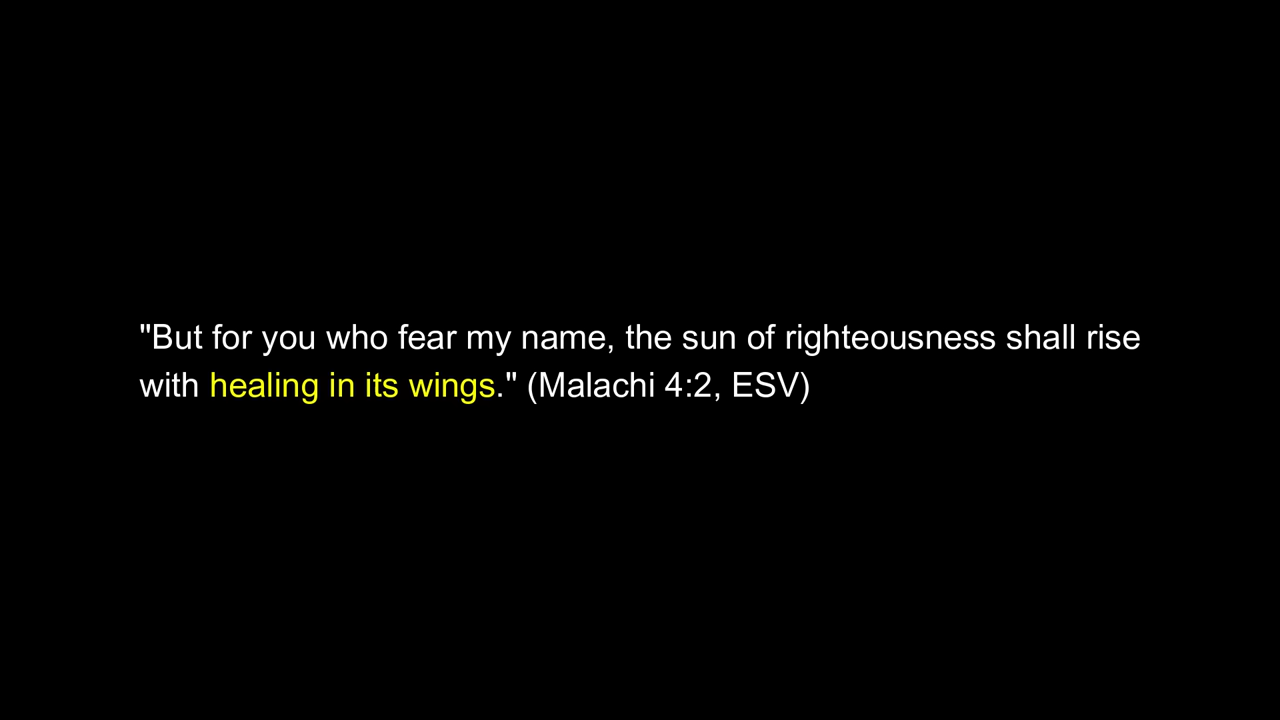 "But for you who fear my name, the sun of righteousness shall rise
with healing in its wings." (Malachi 4:2, ESV)